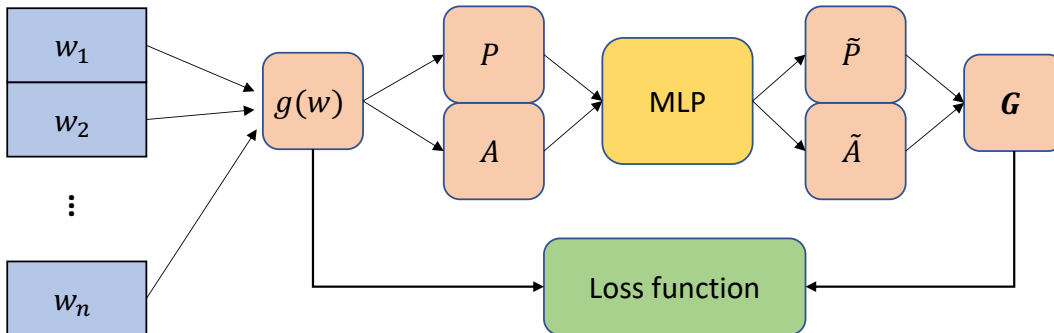 w₁
w₂
⋮
wₙ
g(w)
P
A
MLP
P̃
Ã
G
Loss function